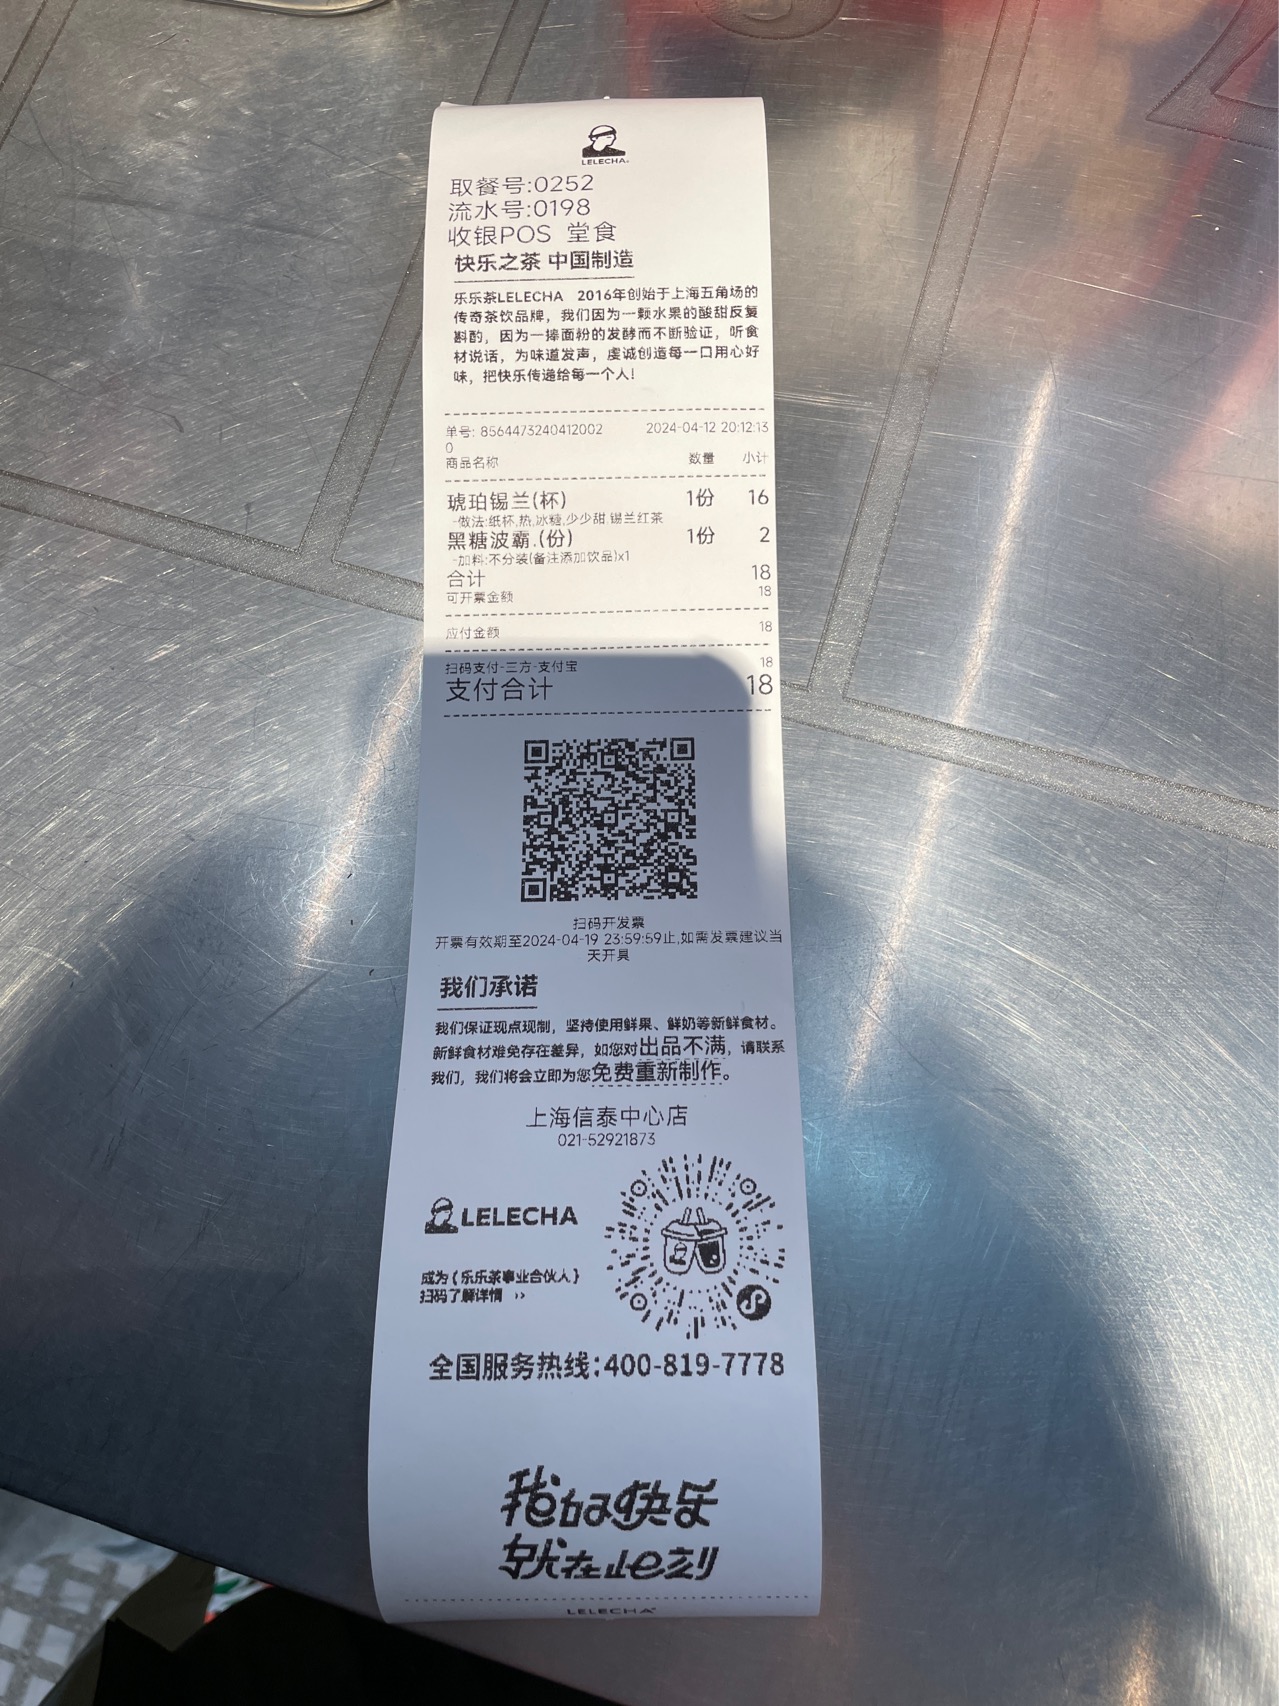 LELECHA
取餐号:0252
流水号:0198
收银POS 堂食
快乐之茶 中国制造
乐乐茶LELECHA 2016年创始于上海五角场的
传奇茶饮品牌，我们因为一颗水果的酸甜反复
斟酌，因为一捧面粉的发酵而不断验证，听食
材说话，为味道发声，虔诚创造每一口用心好
味，把快乐传递给每一个人!
单号: 8564473240412002 2024-04-12 20:12:13
0
商品名称 数量 小计
琥珀锡兰(杯) 1份 16
-做法:纸杯,热,冰糖,少少甜,锡兰红茶
黑糖波霸.(份) 1份 2
-加料:不分装(备注添加饮品)x1
合计 18
可开票金额 18
应付金额 18
扫码支付-三方-支付宝 18
支付合计 18
扫码开发票
开票有效期至2024-04-19 23:59:59止,如需发票建议当
天开具
我们承诺
我们保证现点现制，坚持使用鲜果、鲜奶等新鲜食材。
新鲜食材难免存在差异，如您对出品不满，请联系
我们，我们将会立即为您免费重新制作。
上海信泰中心店
021-52921873
LELECHA
成为{乐乐茶事业合伙人}
扫码了解详情 ››
全国服务热线:400-819-7778
我的快乐
就在此刻
LELECHA